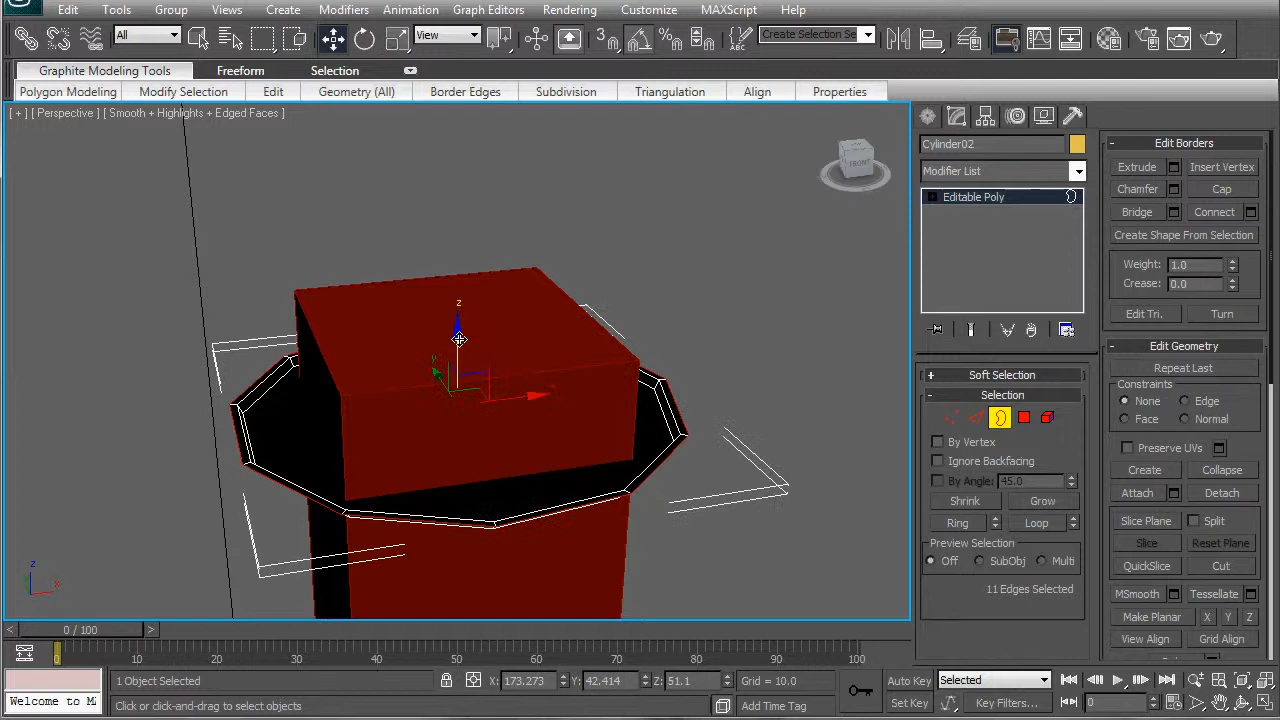 Edit Tools Group Views Create Modifiers Animation Graph Editors Rendering Customize MAXScript Help
All View 3 Create Selection Se
Graphite Modeling Tools Freeform Selection
Polygon Modeling Modify Selection Edit Geometry (All) Border Edges Subdivision Triangulation Align Properties
[ + ] [ Perspective ] [ Smooth + Highlights + Edged Faces ]
FRONT
z
y
z
x
Cylinder02
Modifier List
Editable Poly
Soft Selection
Selection
By Vertex
Ignore Backfacing
By Angle: 45.0
Shrink Grow
Ring Loop
Preview Selection
Off SubObj Multi
11 Edges Selected
Edit Borders
Extrude Insert Vertex
Chamfer Cap
Bridge Connect
Create Shape From Selection
Weight: 1.0
Crease: 0.0
Edit Tri. Turn
Edit Geometry
Repeat Last
Constraints
None Edge
Face Normal
Preserve UVs
Create Collapse
Attach Detach
Slice Plane Split
Slice Reset Plane
QuickSlice Cut
MSmooth Tessellate
Make Planar X Y Z
View Align Grid Align
< 0 / 100 >
0 10 20 30 40 50 60 70 80 90 100
1 Object Selected X: 173.273 Y: 42.414 Z: 51.1 Grid = 10.0 Auto Key Selected
Welcome to M Click or click-and-drag to select objects Add Time Tag Set Key Key Filters... 0